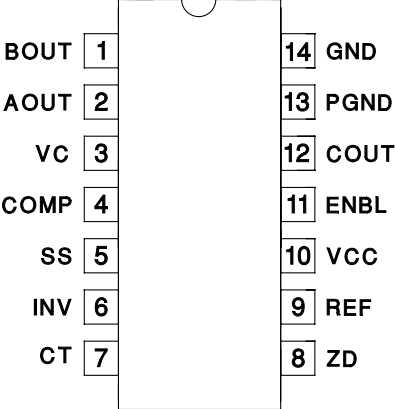 BOUT 1 14 GND
AOUT 2 13 PGND
VC 3 12 COUT
COMP 4 11 ENBL
SS 5 10 VCC
INV 6 9 REF
CT 7 8 ZD